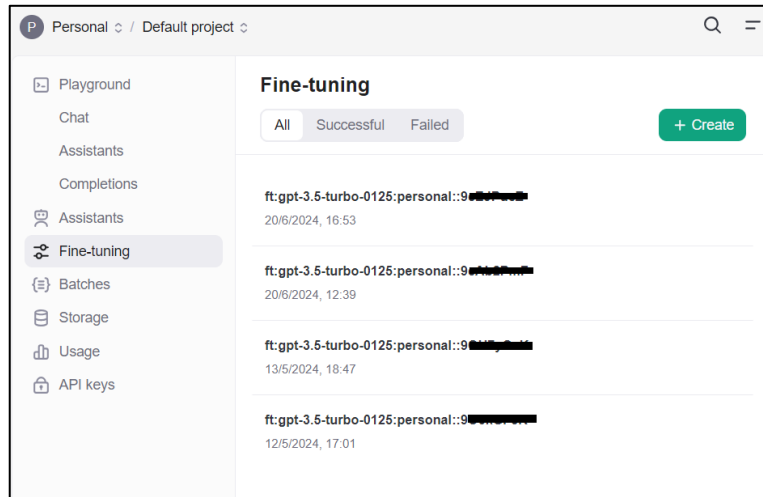 P Personal / Default project
Playground
Chat
Assistants
Completions
Assistants
Fine-tuning
Batches
Storage
Usage
API keys
Fine-tuning
All Successful Failed
+ Create
ft:gpt-3.5-turbo-0125:personal::9
20/6/2024, 16:53
ft:gpt-3.5-turbo-0125:personal::9
20/6/2024, 12:39
ft:gpt-3.5-turbo-0125:personal::9
13/5/2024, 18:47
ft:gpt-3.5-turbo-0125:personal::9
12/5/2024, 17:01